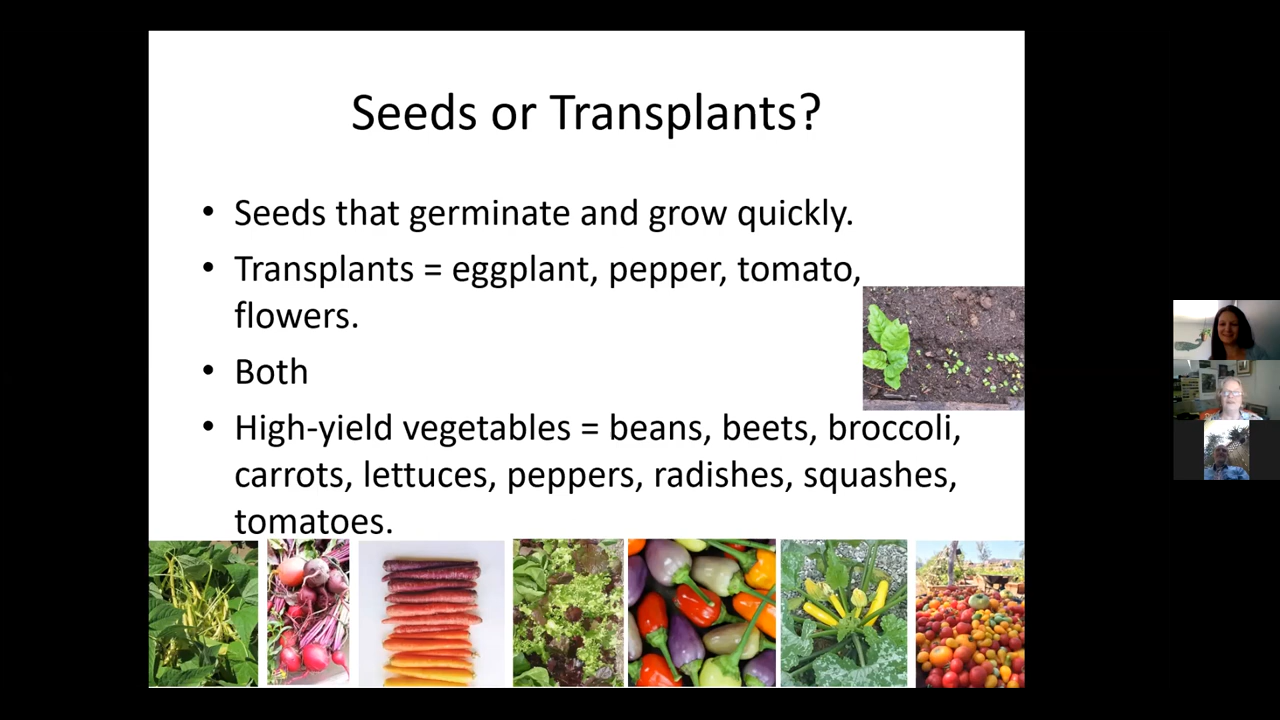 Seeds or Transplants?
• Seeds that germinate and grow quickly.
• Transplants = eggplant, pepper, tomato,
flowers.
• Both
• High-yield vegetables = beans, beets, broccoli,
carrots, lettuces, peppers, radishes, squashes,
tomatoes.